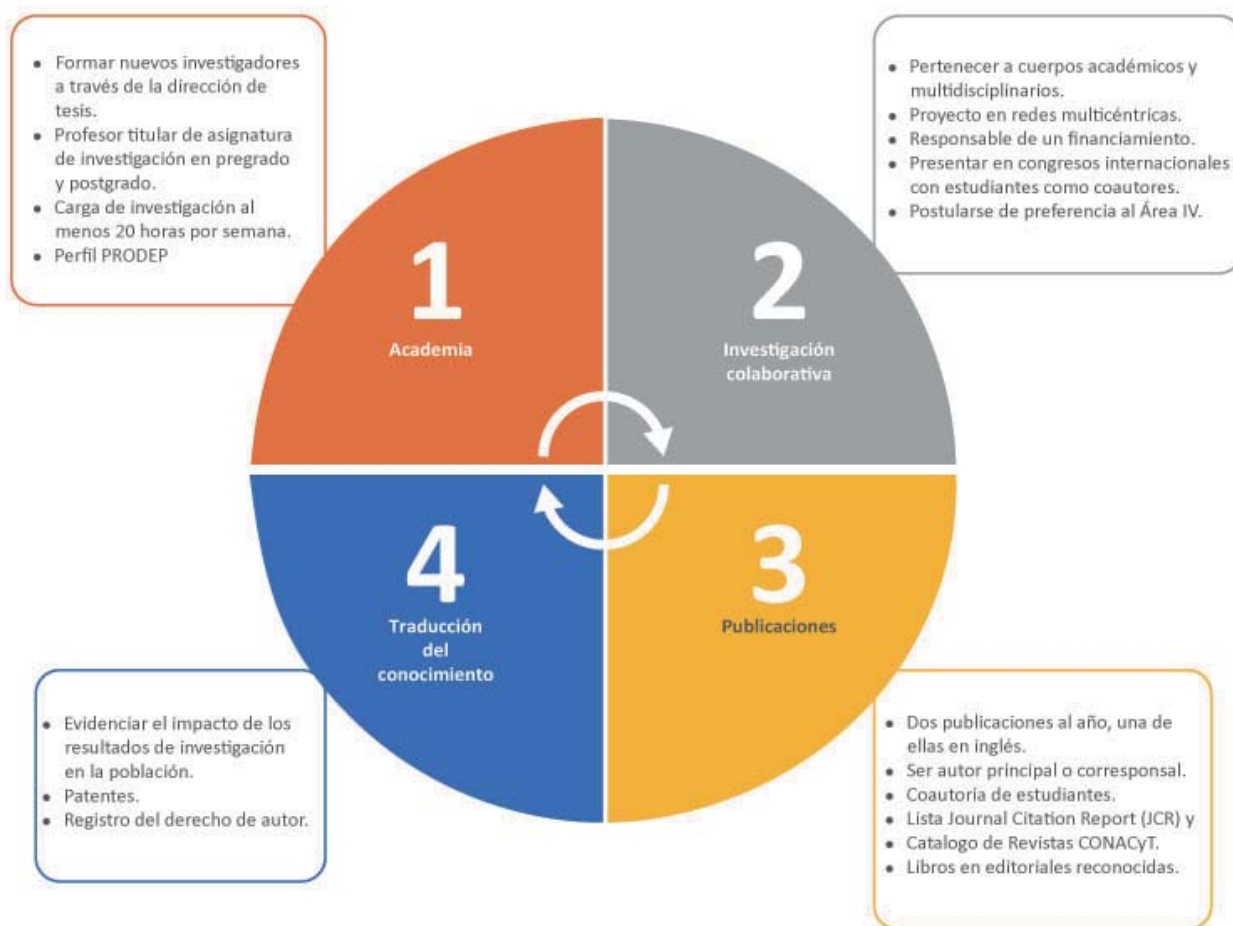 • Formar nuevos investigadores
a través de la dirección de
tesis.
• Profesor titular de asignatura
de investigación en pregrado
y postgrado.
• Carga de investigación al
menos 20 horas por semana.
• Perfil PRODEP
1
Academia
• Pertenecer a cuerpos académicos y
multidisciplinarios.
• Proyecto en redes multicéntricas.
• Responsable de un financiamiento.
• Presentar en congresos internacionales
con estudiantes como coautores.
• Postularse de preferencia al Área IV.
2
Investigación
colaborativa
3
Publicaciones
• Dos publicaciones al año, una de
ellas en inglés.
• Ser autor principal o corresponsal.
• Coautoría de estudiantes.
• Lista Journal Citation Report (JCR) y
• Catalogo de Revistas CONACyT.
• Libros en editoriales reconocidas.
4
Traducción
del
conocimiento
• Evidenciar el impacto de los
resultados de investigación
en la población.
• Patentes.
• Registro del derecho de autor.